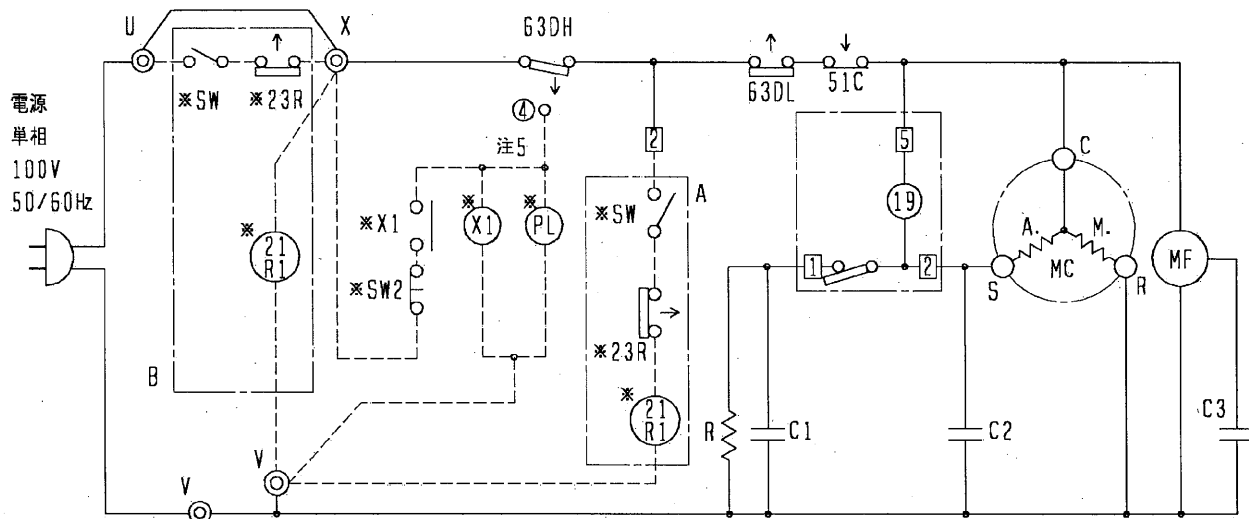 U
X
63DH
※SW
※23R
63DL
51C
電源
単相
100V
50/60Hz
④
注5
2
5
C
※
21
R1
※X1
※
X1
※
PL
※SW
A
19
A.
M.
MC
MF
※SW2
1
2
S
R
B
※23R
※
21
R1
R
C1
C2
C3
V
V